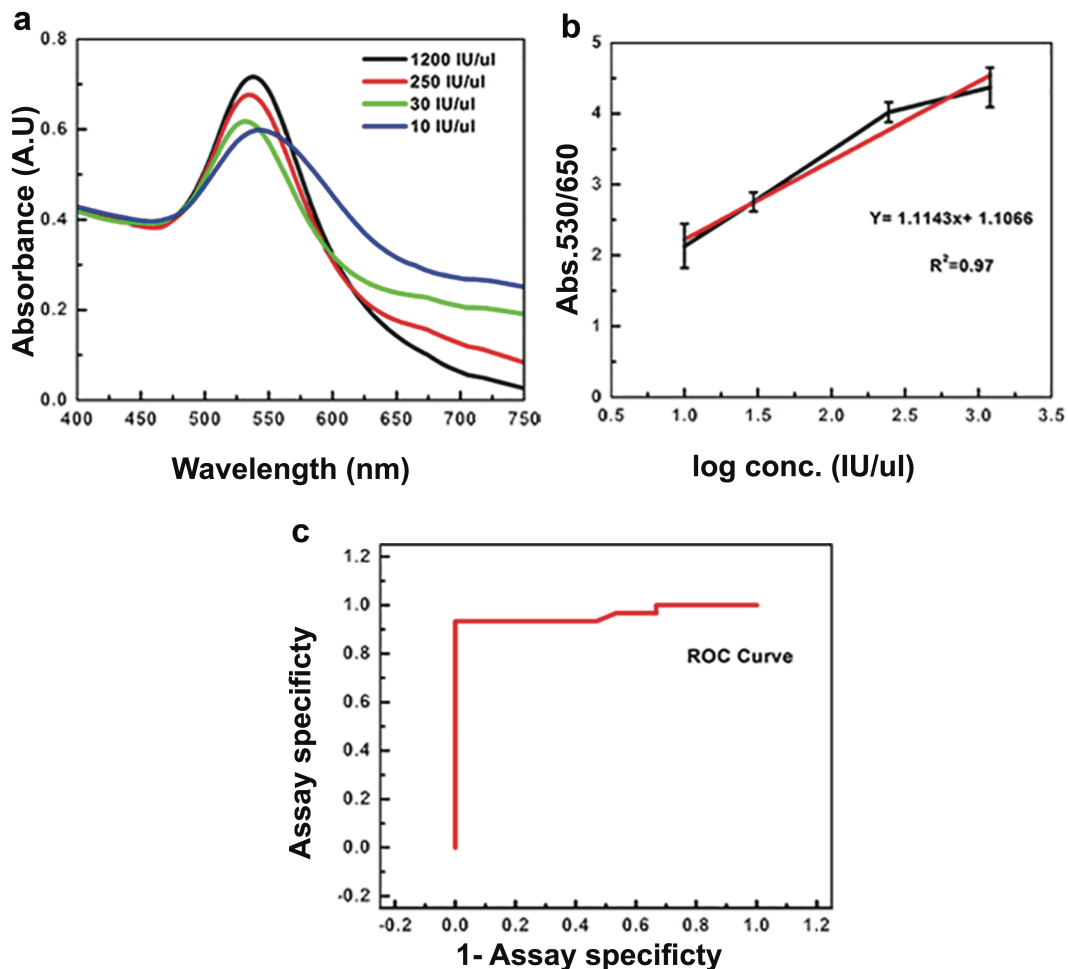 a
0.8
0.6
0.4
0.2
0.0
Absorbance (A.U)
1200 IU/ul
250 IU/ul
30 IU/ul
10 IU/ul
400 450 500 550 600 650 700 750
Wavelength (nm)
b
5
4
3
2
1
0
Abs.530/650
Y= 1.1143x+ 1.1066
R²=0.97
0.5 1.0 1.5 2.0 2.5 3.0 3.5
log conc. (IU/ul)
c
1.2
1.0
0.8
0.6
0.4
0.2
0.0
-0.2
Assay specificty
ROC Curve
-0.2 0.0 0.2 0.4 0.6 0.8 1.0 1.2
1- Assay specificty